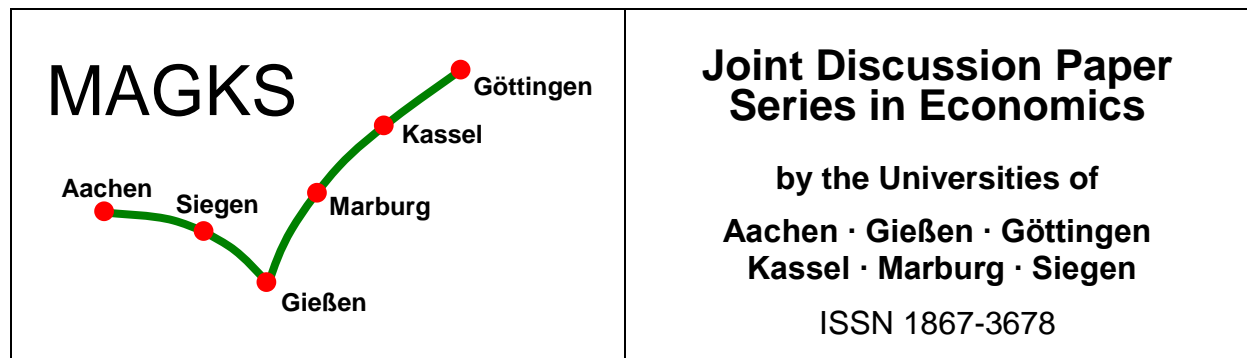 MAGKS
Göttingen
Kassel
Aachen
Siegen
Marburg
Gießen
Joint Discussion Paper
Series in Economics
by the Universities of
Aachen · Gießen · Göttingen
Kassel · Marburg · Siegen
ISSN 1867-3678